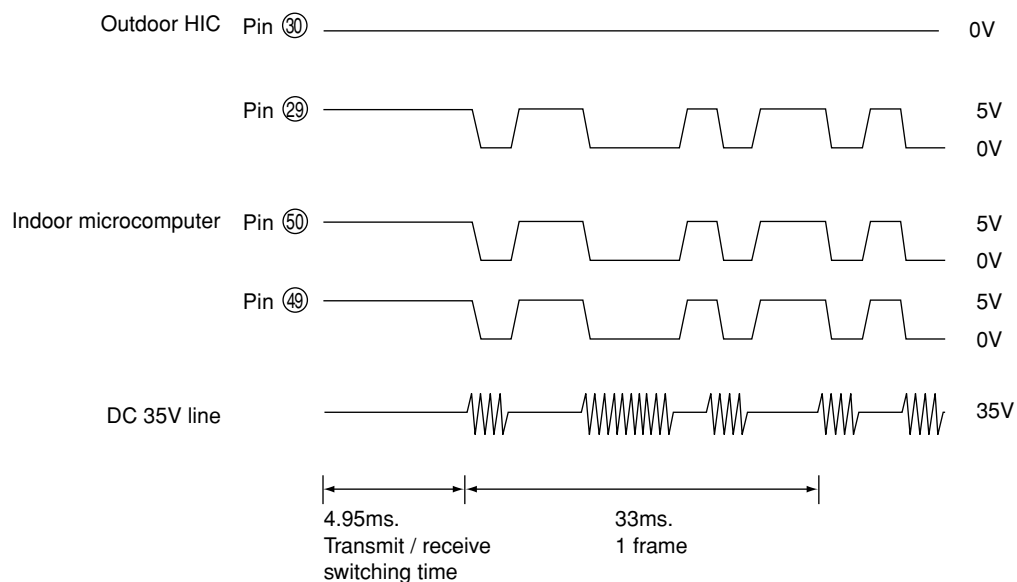 Outdoor HIC Pin ㉚ 0V
Pin ㉙ 5V
0V
Indoor microcomputer Pin ㊿ 5V
0V
Pin ㊾ 5V
0V
DC 35V line 35V
4.95ms. 33ms.
Transmit / receive 1 frame
switching time